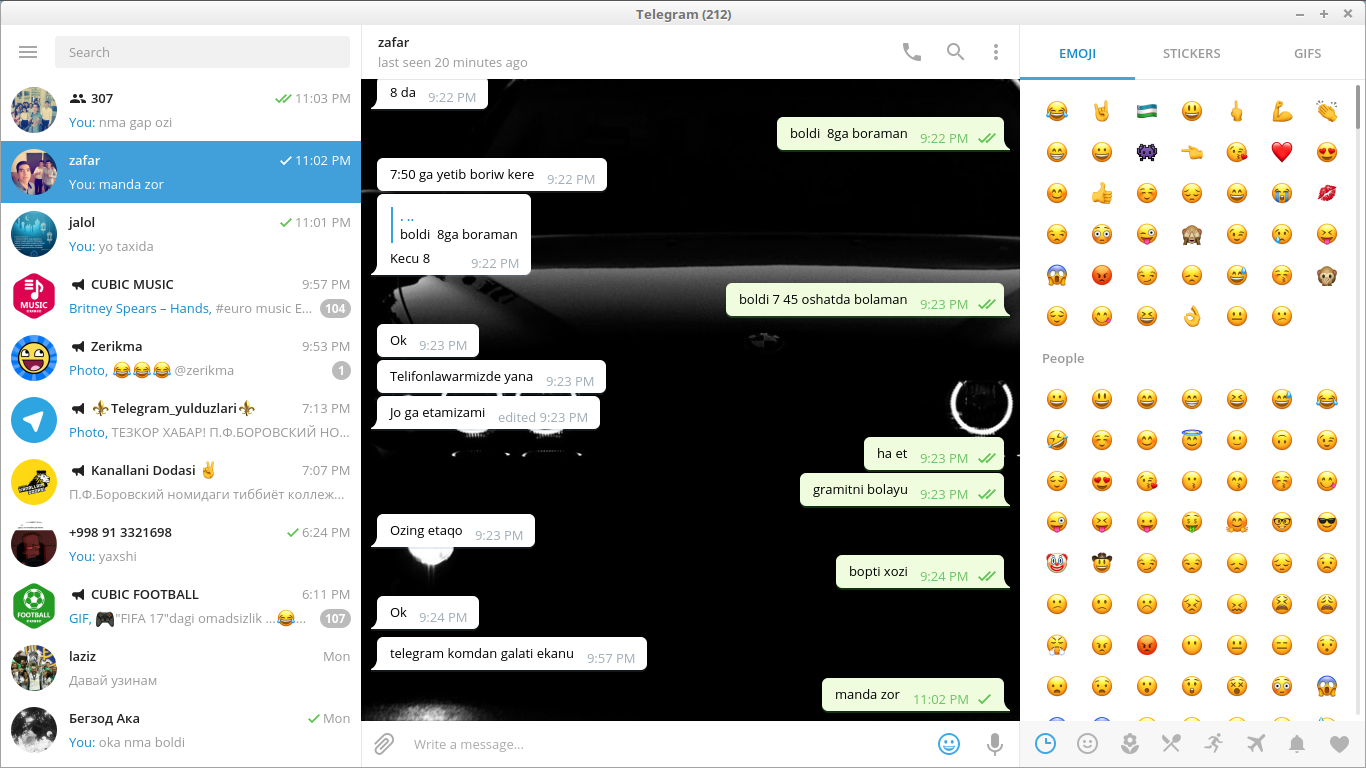 Telegram (212)
Search
307
11:03 PM
You: nma gap ozi
zafar
11:02 PM
You: manda zor
jalol
11:01 PM
You: yo taxida
CUBIC MUSIC
9:57 PM
Britney Spears – Hands, #euro music E...
104
MUSIC
Zerikma
9:53 PM
Photo, 😂😂😂 @zerikma
1
⚜Telegram_yulduzlari⚜
7:13 PM
Photo, ТЕЗКОР ХАБАР! П.Ф.БОРОВСКИЙ НО...
Kanallani Dodasi ✌
7:07 PM
П.Ф.Боровский номидаги тиббиёт коллеж...
+998 91 3321698
6:24 PM
You: yaxshi
CUBIC FOOTBALL
6:11 PM
GIF, 🎮"FIFA 17"dagi omadsizlik ...😂...
107
FOOTBALL
laziz
Mon
Давай узинам
Бегзод Ака
Mon
You: oka nma boldi
zafar
last seen 20 minutes ago
8 da 9:22 PM
boldi  8ga boraman 9:22 PM
7:50 ga yetib boriw kere 9:22 PM
. ..
boldi  8ga boraman
Kecu 8 9:22 PM
boldi 7 45 oshatda bolaman 9:23 PM
Ok 9:23 PM
Telifonlawarmizde yana 9:23 PM
Jo ga etamizami edited 9:23 PM
ha et 9:23 PM
gramitni bolayu 9:23 PM
Ozing etaqo 9:23 PM
bopti xozi 9:24 PM
Ok 9:24 PM
telegram komdan galati ekanu 9:57 PM
manda zor 11:02 PM
Write a message...
EMOJI
STICKERS
GIFS
People